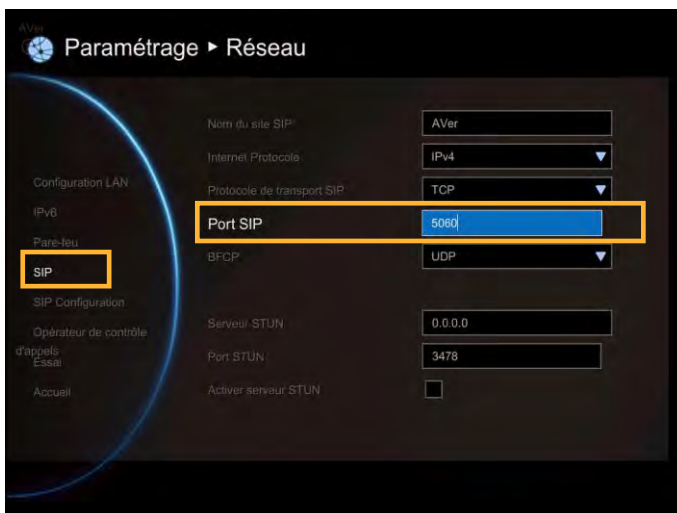 AVer
Paramétrage ▸ Réseau
Nom du site SIP AVer
Internet Protocole IPv4
Protocole de transport SIP TCP
Port SIP 5060
BFCP UDP
Serveur STUN 0.0.0.0
Port STUN 3478
Activer serveur STUN
Configuration LAN
IPv6
Pare-feu
SIP
SIP Configuration
Opérateur de contrôle
d'appels
Essai
Accueil